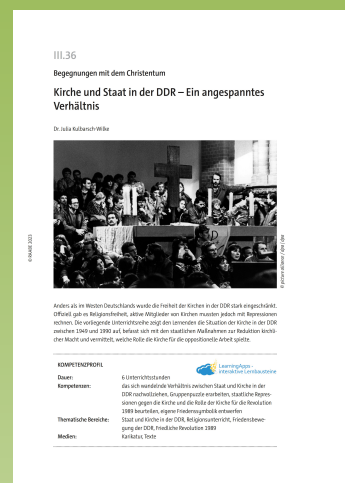 III.36
Begegnungen mit dem Christentum
Kirche und Staat in der DDR – Ein angespanntes
Verhältnis
Dr. Julia Kulbarsch-Wilke
© RAABE 2023
© picture alliance / dpa | dpa
Anders als im Westen Deutschlands wurde die Freiheit der Kirchen in der DDR stark eingeschränkt.
Offiziell gab es Religionsfreiheit, aktive Mitglieder von Kirchen mussten jedoch mit Repressionen
rechnen. Die vorliegende Unterrichtsreihe zeigt den Lernenden die Situation der Kirche in der DDR
zwischen 1949 und 1990 auf, befasst sich mit den staatlichen Maßnahmen zur Reduktion kirchli-
cher Macht und vermittelt, welche Rolle die Kirche für die oppositionelle Arbeit spielte.
KOMPETENZPROFIL
LearningApps -
interaktive Lernbausteine
Dauer: 6 Unterrichtsstunden
Kompetenzen: das sich wandelnde Verhältnis zwischen Staat und Kirche in der
DDR nachvollziehen, Gruppenpuzzle erarbeiten, staatliche Repres-
sionen gegen die Kirche und die Rolle der Kirche für die Revolution
1989 beurteilen, eigene Friedenssymbolik entwerfen
Thematische Bereiche: Staat und Kirche in der DDR, Religionsunterricht, Friedensbewe-
gung der DDR, Friedliche Revolution 1989
Medien: Karikatur, Texte